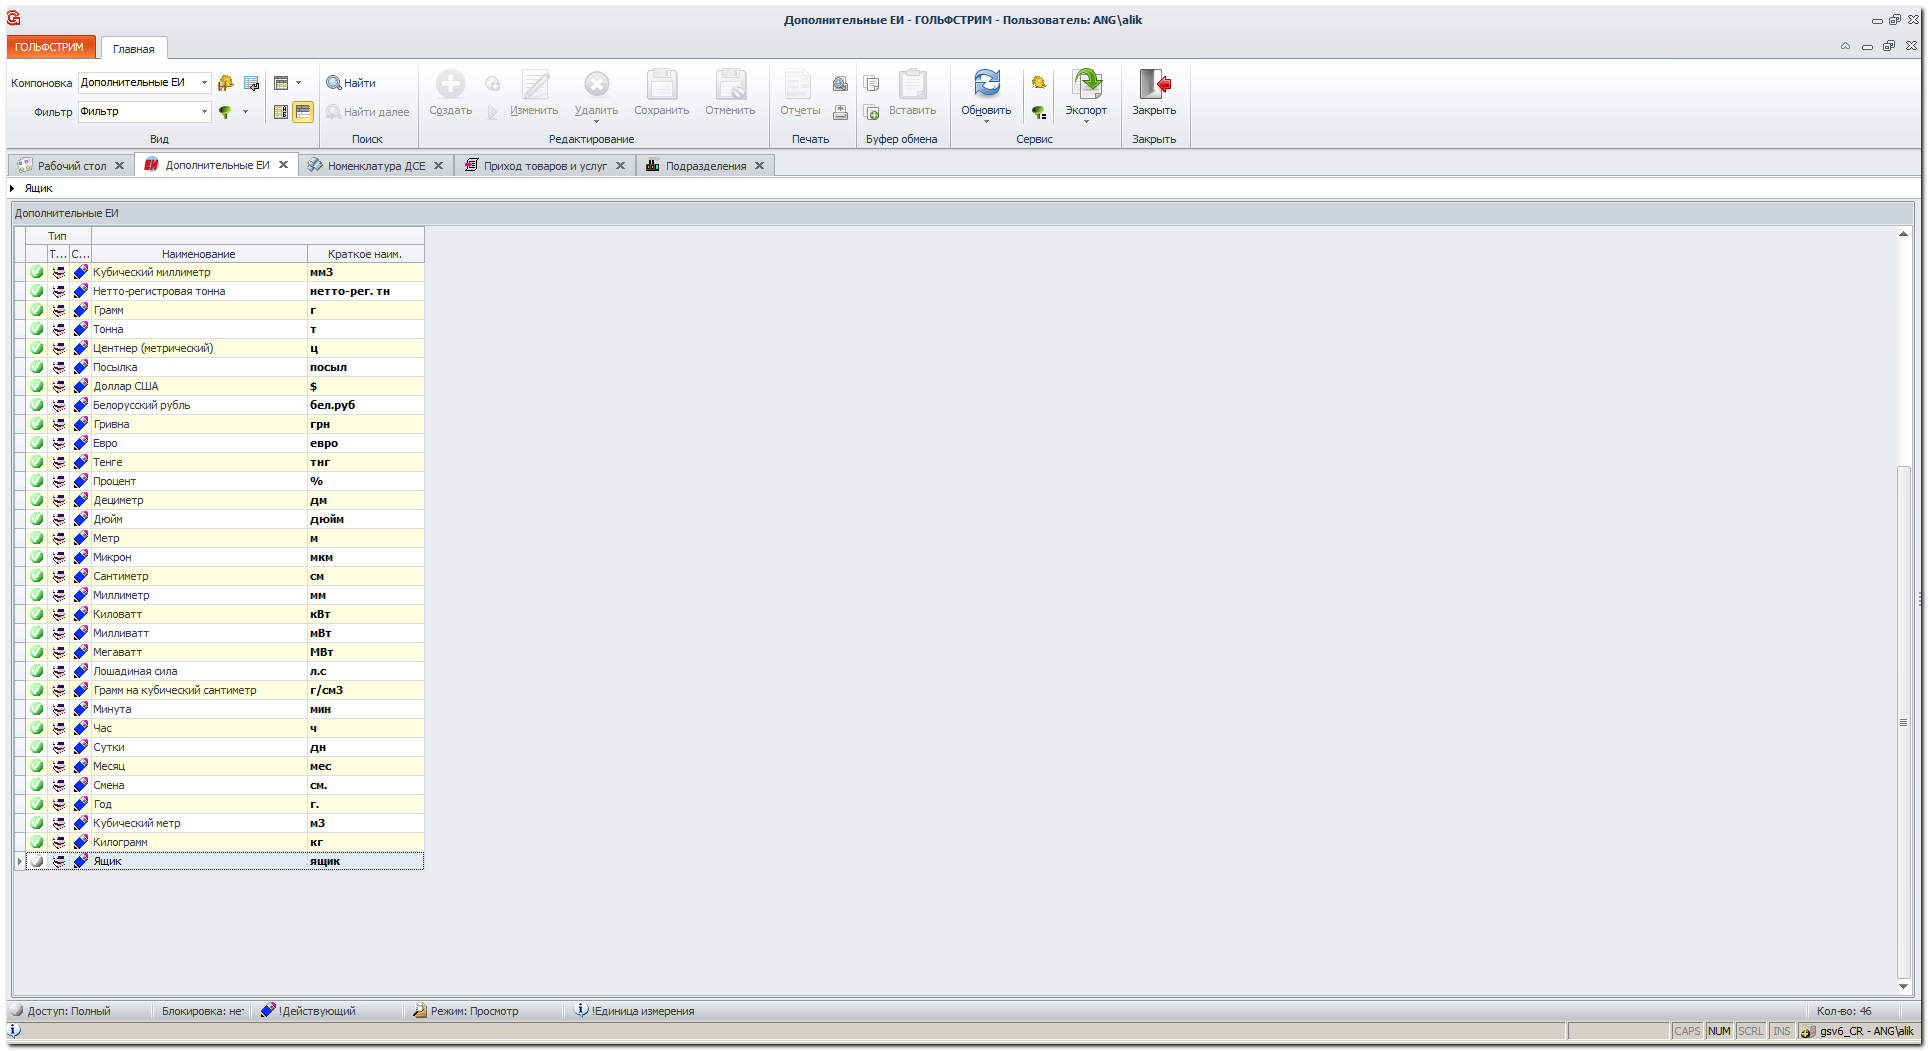 Дополнительные ЕИ - ГОЛЬФСТРИМ - Пользователь: ANG\alik
ГОЛЬФСТРИМ Главная
Компоновка Дополнительные ЕИ
Фильтр Фильтр
Вид
Найти
Найти далее
Поиск
Создать Изменить Удалить Сохранить Отменить
Редактирование
Отчеты
Печать
Вставить
Буфер обмена
Обновить Экспорт
Сервис
Закрыть
Закрыть
Рабочий стол Дополнительные ЕИ Номенклатура ДСЕ Приход товаров и услуг Подразделения
Ящик
Дополнительные ЕИ
Тип
Т... С... Наименование Краткое наим.
Кубический миллиметр мм3
Нетто-регистровая тонна нетто-рег. тн
Грамм г
Тонна т
Центнер (метрический) ц
Посылка посыл
Доллар США $
Белорусский рубль бел.руб
Гривна грн
Евро евро
Тенге тнг
Процент %
Дециметр дм
Дюйм дюйм
Метр м
Микрон мкм
Сантиметр см
Миллиметр мм
Киловатт кВт
Милливатт мВт
Мегаватт МВт
Лошадиная сила л.с
Грамм на кубический сантиметр г/см3
Минута мин
Час ч
Сутки дн
Месяц мес
Смена см.
Год г.
Кубический метр м3
Килограмм кг
Ящик ящик
Доступ: Полный Блокировка: нет !Действующий Режим: Просмотр !Единица измерения Кол-во: 46
CAPS NUM SCRL INS gsv6_CR - ANG\alik